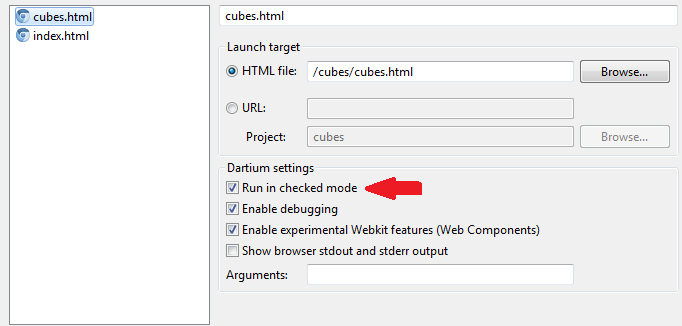 cubes.html
index.html
cubes.html
Launch target
HTML file: /cubes/cubes.html Browse...
URL:
Project: cubes Browse...
Dartium settings
Run in checked mode
Enable debugging
Enable experimental Webkit features (Web Components)
Show browser stdout and stderr output
Arguments: